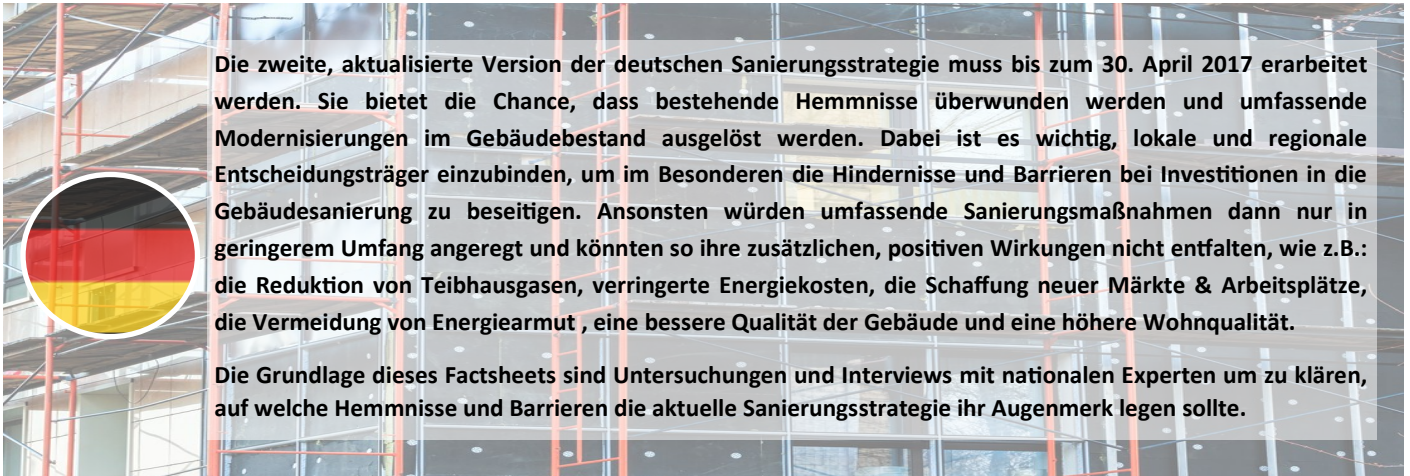 Die zweite, aktualisierte Version der deutschen Sanierungsstrategie muss bis zum 30. April 2017 erarbeitet
werden. Sie bietet die Chance, dass bestehende Hemmnisse überwunden werden und umfassende
Modernisierungen im Gebäudebestand ausgelöst werden. Dabei ist es wichtig, lokale und regionale
Entscheidungsträger einzubinden, um im Besonderen die Hindernisse und Barrieren bei Investitionen in die
Gebäudesanierung zu beseitigen. Ansonsten würden umfassende Sanierungsmaßnahmen dann nur in
geringerem Umfang angeregt und könnten so ihre zusätzlichen, positiven Wirkungen nicht entfalten, wie z.B.:
die Reduktion von Teibhausgasen, verringerte Energiekosten, die Schaffung neuer Märkte & Arbeitsplätze,
die Vermeidung von Energiearmut , eine bessere Qualität der Gebäude und eine höhere Wohnqualität.
Die Grundlage dieses Factsheets sind Untersuchungen und Interviews mit nationalen Experten um zu klären,
auf welche Hemmnisse und Barrieren die aktuelle Sanierungsstrategie ihr Augenmerk legen sollte.